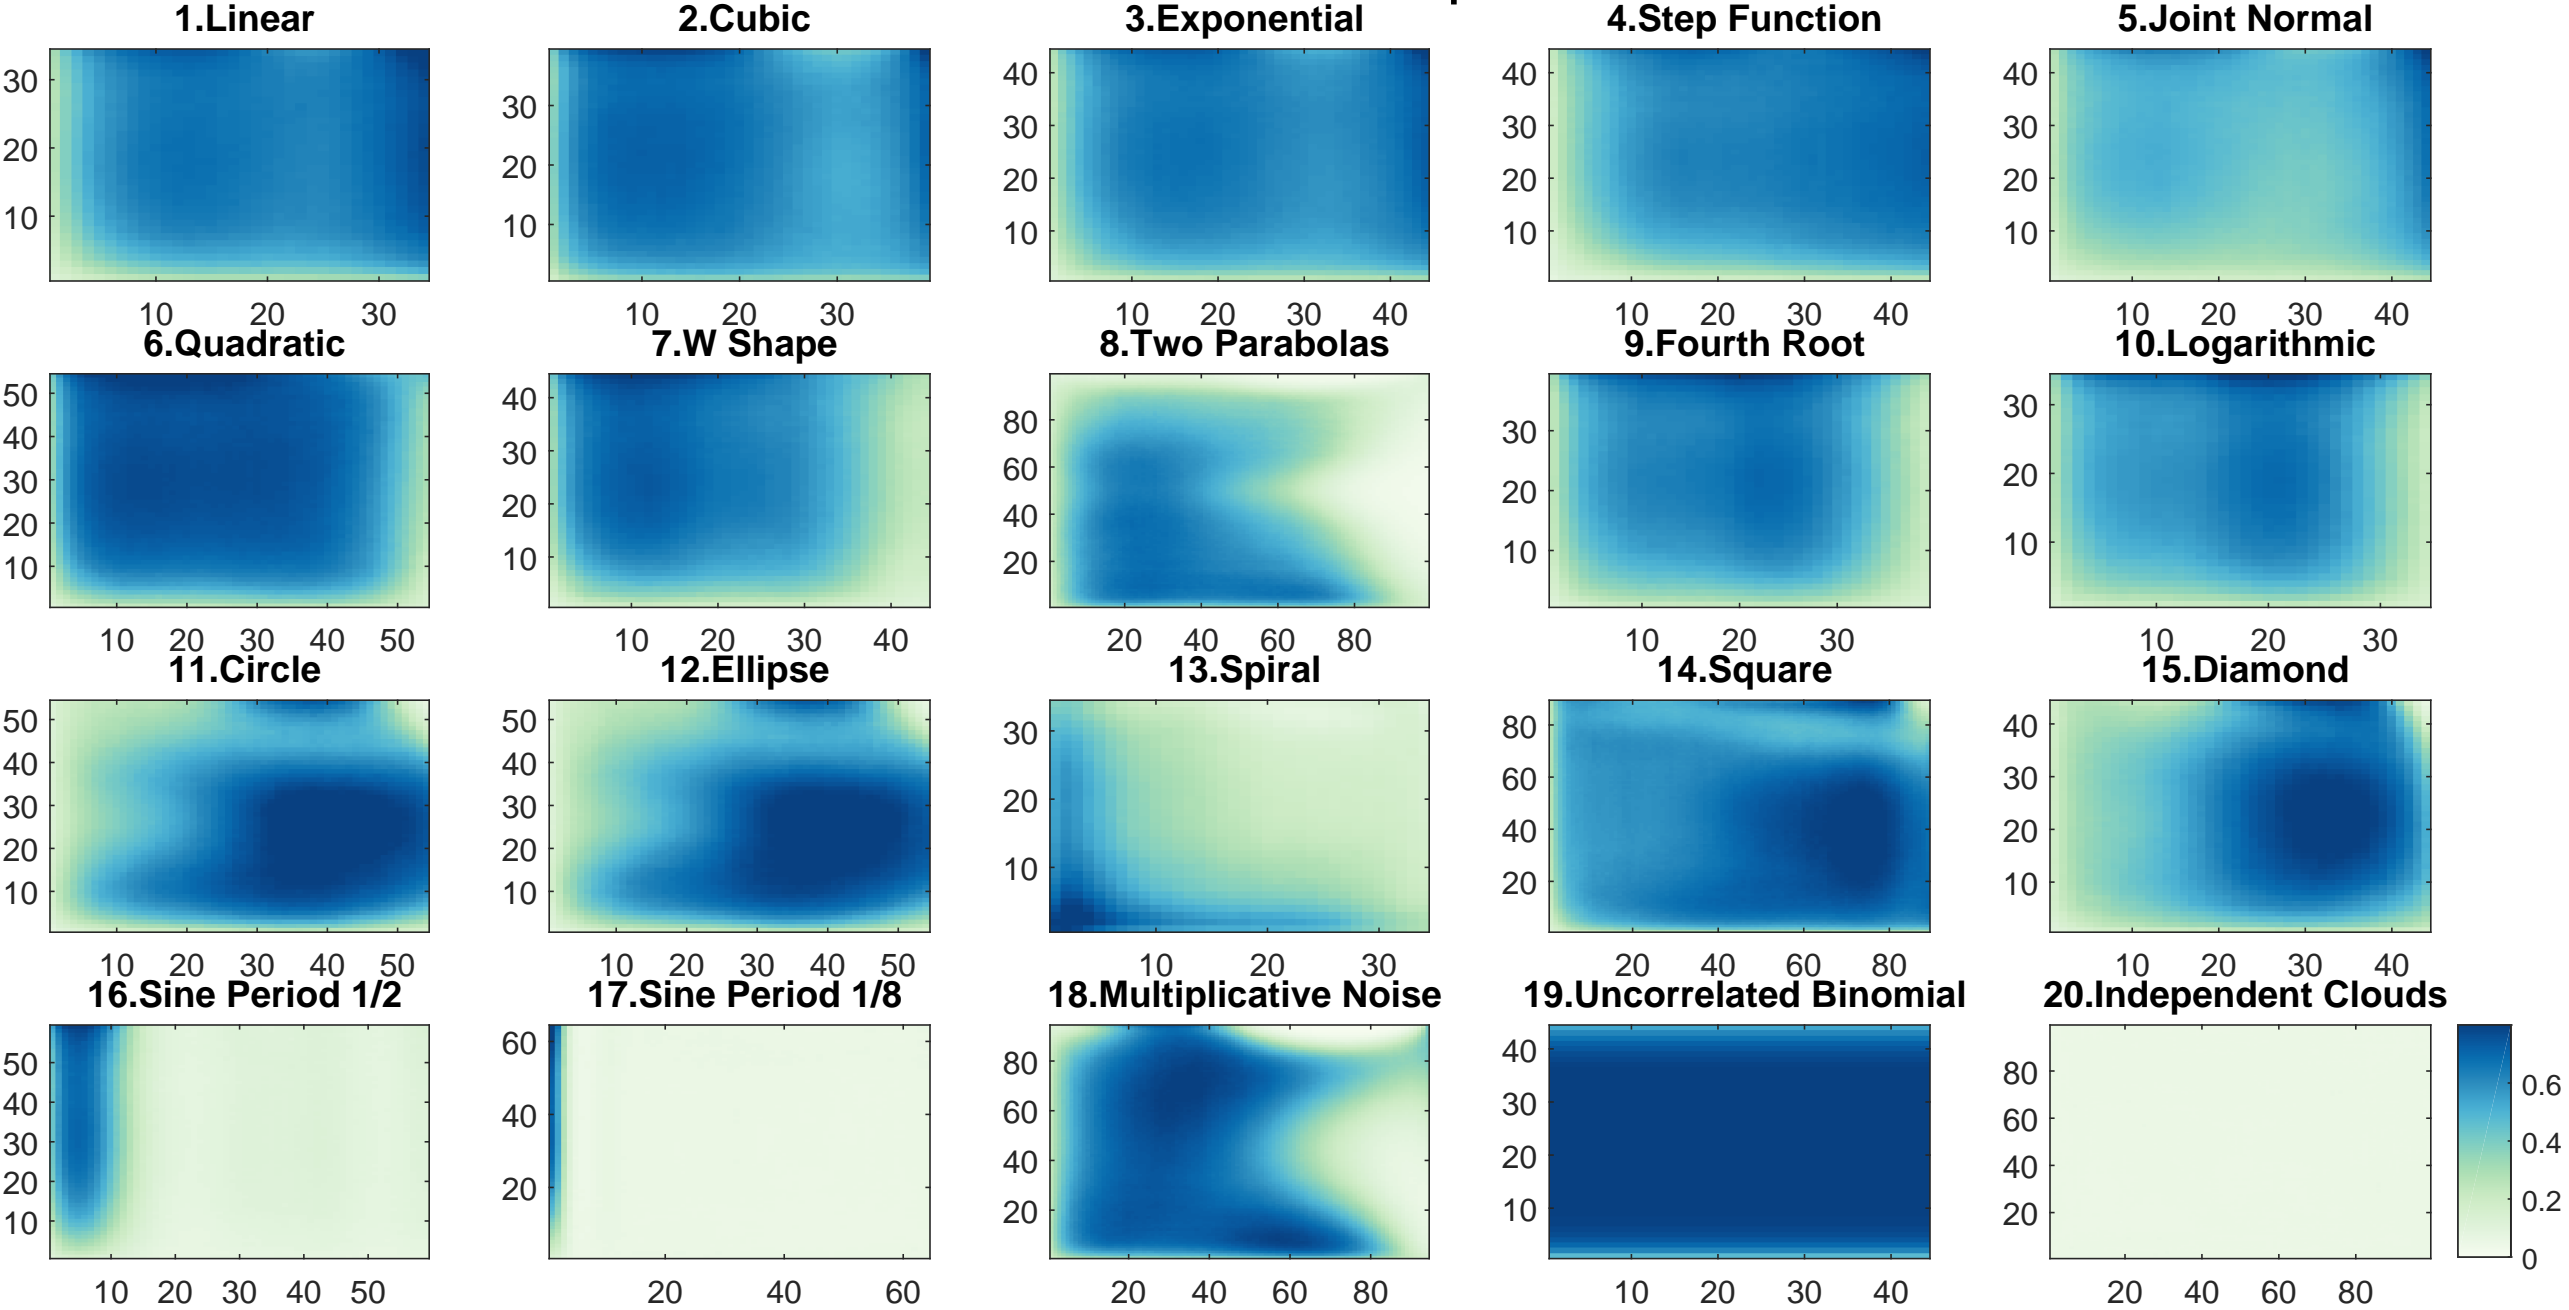 1.Linear 2.Cubic 3.Exponential 4.Step Function 5.Joint Normal
30 20 10 30 20 10 40 30 20 10 40 30 20 10 40 30 20 10
10 20 30 10 20 30 10 20 30 40 10 20 30 40 10 20 30 40
6.Quadratic 7.W Shape 8.Two Parabolas 9.Fourth Root 10.Logarithmic
50 40 30 20 10 40 30 20 10 80 60 40 20 30 20 10 30 20 10
10 20 30 40 50 10 20 30 40 20 40 60 80 10 20 30 10 20 30
11.Circle 12.Ellipse 13.Spiral 14.Square 15.Diamond
50 40 30 20 10 50 40 30 20 10 30 20 10 80 60 40 20 40 30 20 10
10 20 30 40 50 10 20 30 40 50 10 20 30 20 40 60 80 10 20 30 40
16.Sine Period 1/2 17.Sine Period 1/8 18.Multiplicative Noise 19.Uncorrelated Binomial 20.Independent Clouds
50 40 30 20 10 60 40 20 80 60 40 20 40 30 20 10 80 60 40 20 0.6 0.4 0.2 0
10 20 30 40 50 20 40 60 20 40 60 80 10 20 30 40 20 40 60 80